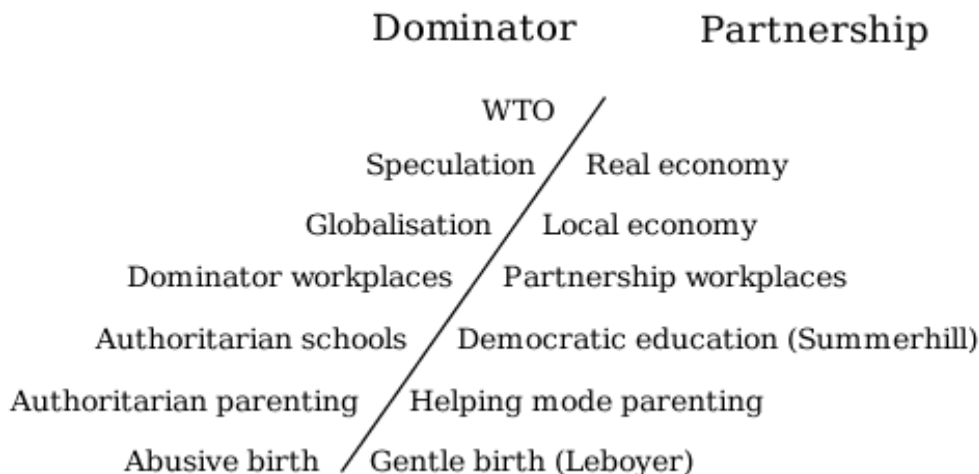 Dominator Partnership
WTO
Speculation Real economy
Globalisation Local economy
Dominator workplaces Partnership workplaces
Authoritarian schools Democratic education (Summerhill)
Authoritarian parenting Helping mode parenting
Abusive birth Gentle birth (Leboyer)